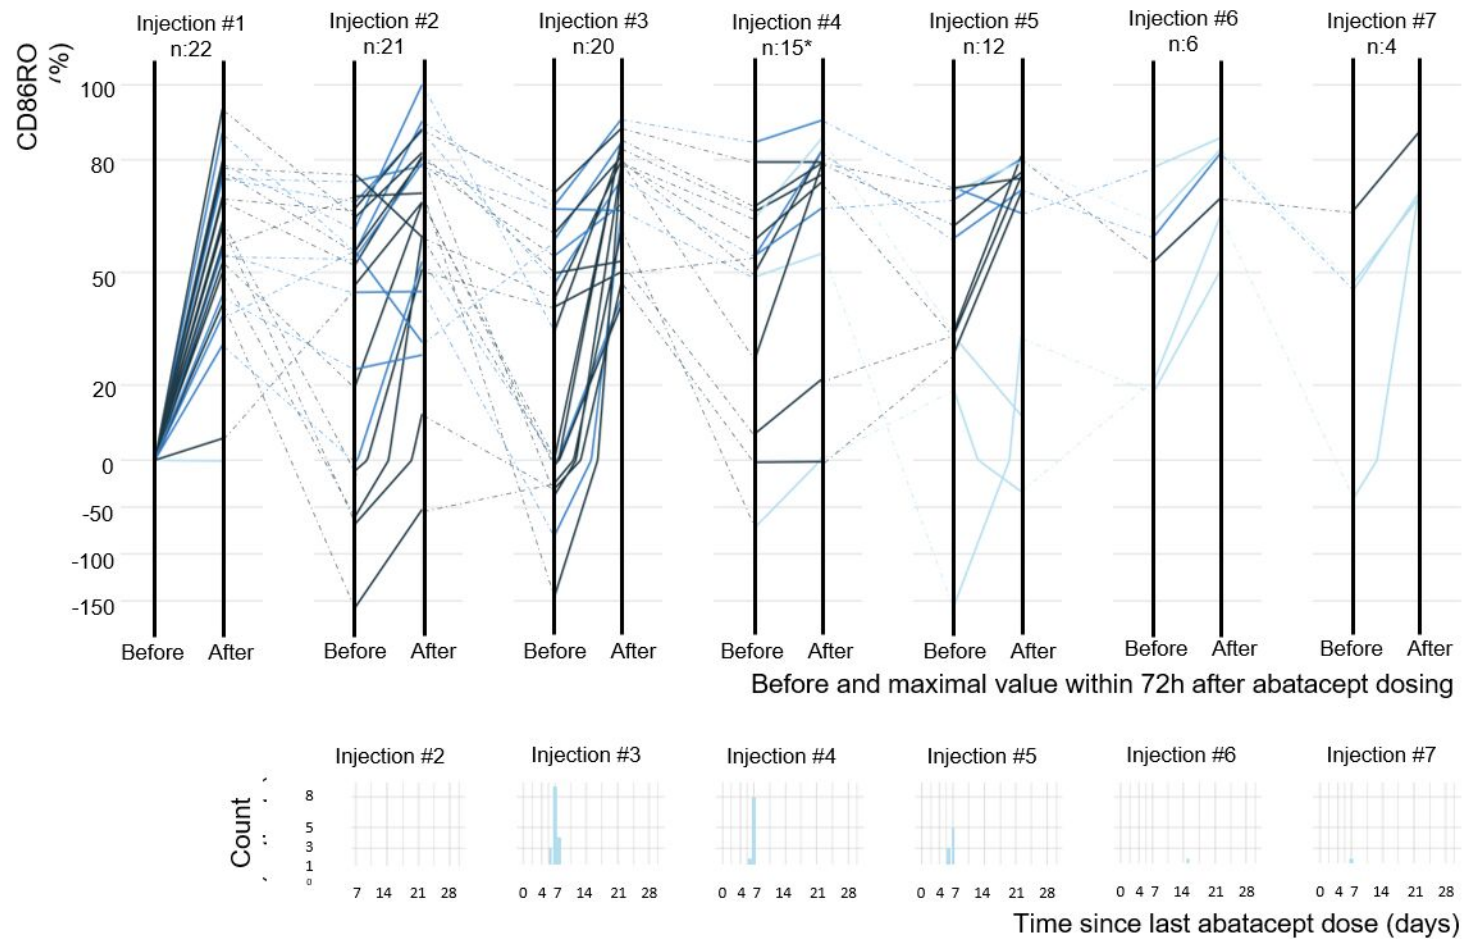 Injection #1 Injection #2 Injection #3 Injection #4 Injection #5 Injection #6 Injection #7
n:22 n:21 n:20 n:15* n:12 n:6 n:4
CD86RO
(%)
100
80
50
20
0
-50
-100
-150
Before After Before After Before After Before After Before After Before After Before After
Before and maximal value within 72h after abatacept dosing
Injection #2 Injection #3 Injection #4 Injection #5 Injection #6 Injection #7
Count
8
5
3
1
0
7 14 21 28 0 4 7 14 21 28 0 4 7 14 21 28 0 4 7 14 21 28 0 4 7 14 21 28 0 4 7 14 21 28
Time since last abatacept dose (days)